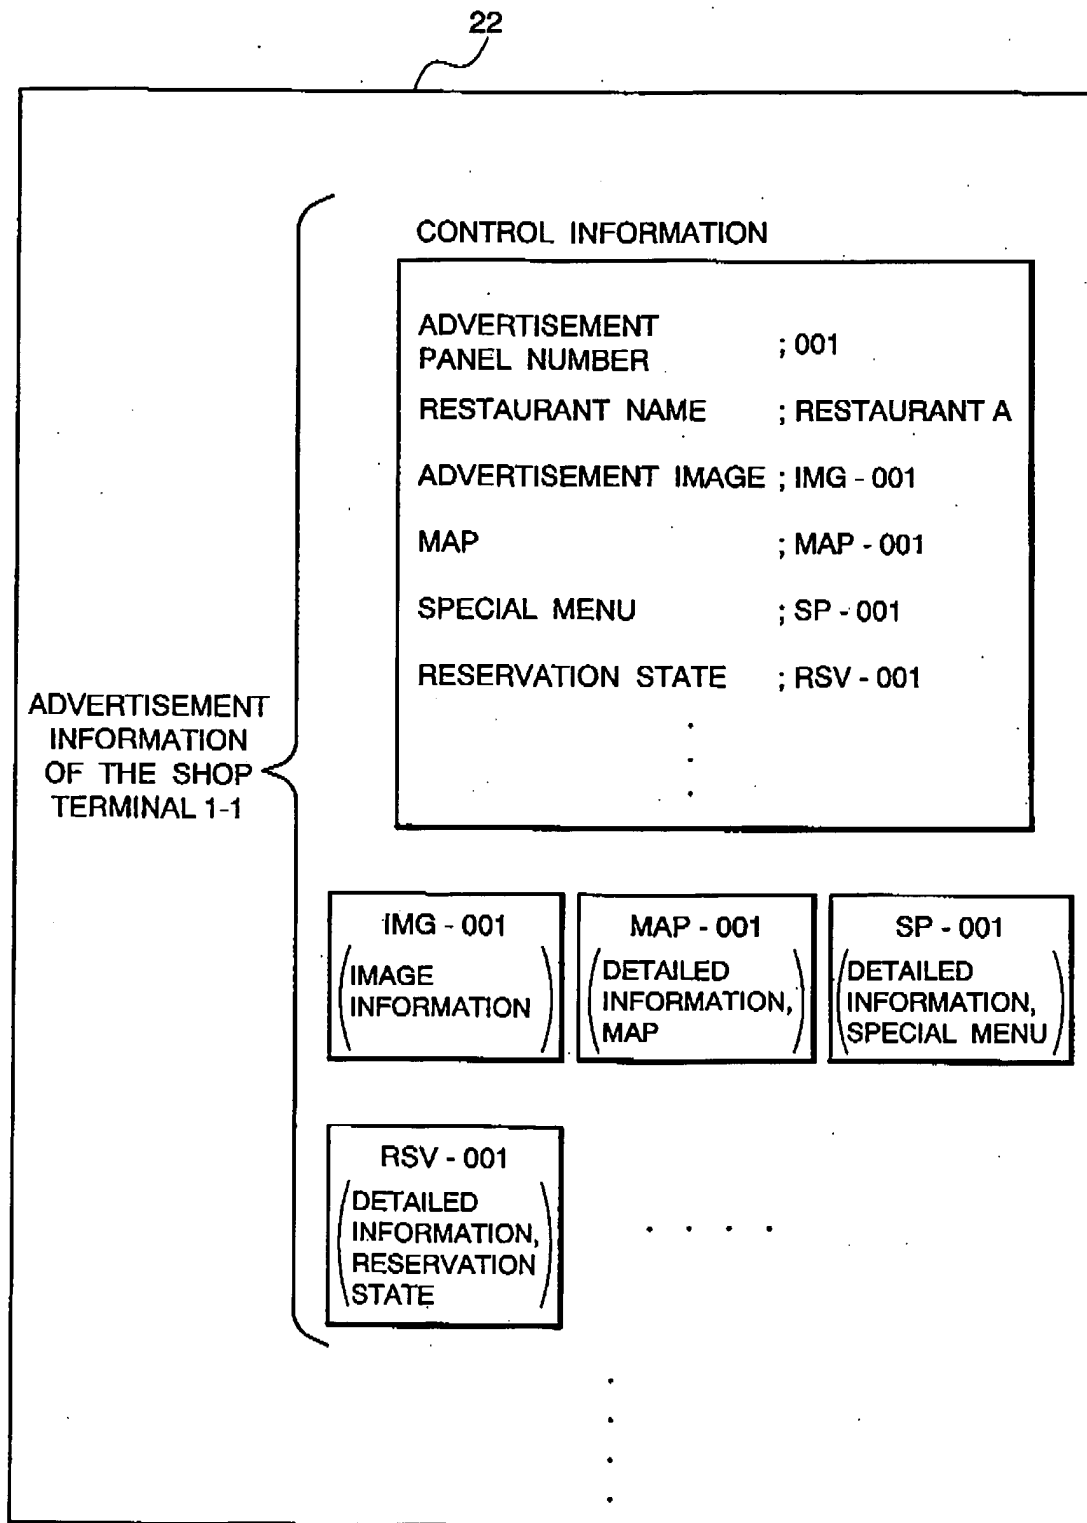 22
CONTROL INFORMATION
ADVERTISEMENT
PANEL NUMBER ; 001
RESTAURANT NAME ; RESTAURANT A
ADVERTISEMENT IMAGE ; IMG - 001
MAP ; MAP - 001
SPECIAL MENU ; SP - 001
RESERVATION STATE ; RSV - 001
ADVERTISEMENT
INFORMATION
OF THE SHOP
TERMINAL 1-1
IMG - 001
(IMAGE
INFORMATION)
MAP - 001
(DETAILED
INFORMATION,
MAP)
SP - 001
(DETAILED
INFORMATION,
SPECIAL MENU)
RSV - 001
(DETAILED
INFORMATION,
RESERVATION
STATE)